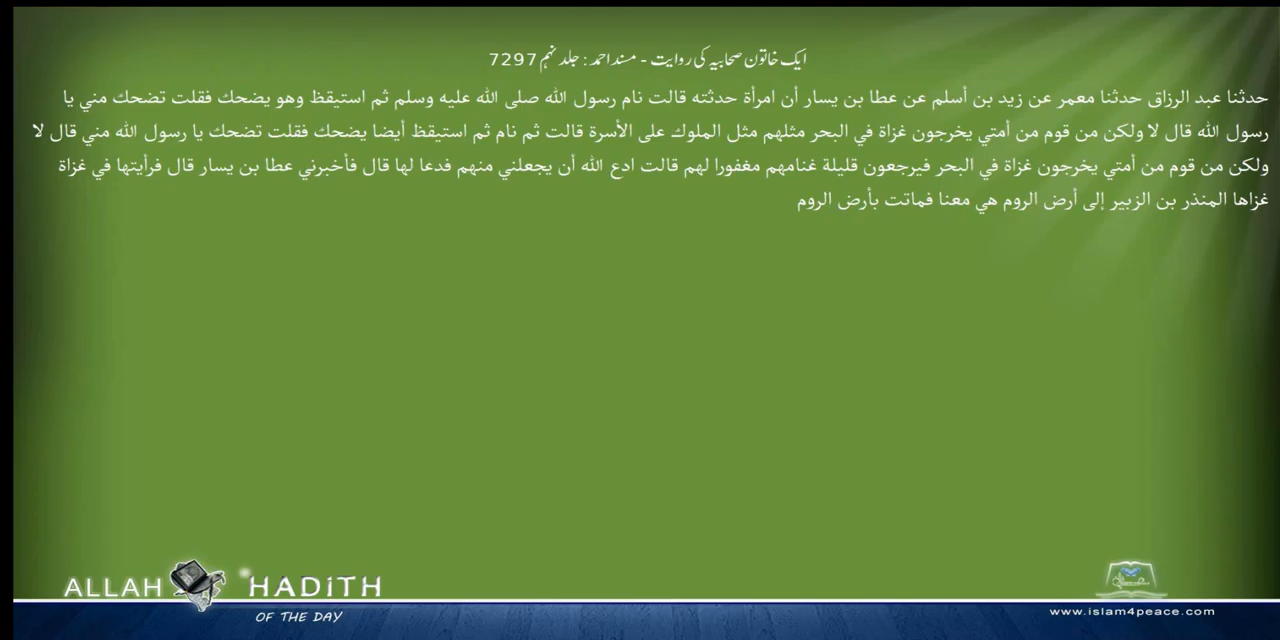 ایک خاتون صحابیہ کی روایت - مسند احمد : جلد نہم 7297
حدثنا عبد الرزاق حدثنا معمر عن زيد بن أسلم عن عطا بن يسار أن امرأة حدثته قالت نام رسول الله صلى الله عليه وسلم ثم استيقظ وهو يضحك فقلت تضحك مني يا
رسول الله قال لا ولكن من قوم من أمتي يخرجون غزاة في البحر مثلهم مثل الملوك على الأسرة قالت ثم نام ثم استيقظ أيضا يضحك فقلت تضحك يا رسول الله مني قال لا
ولكن من قوم من أمتي يخرجون غزاة في البحر فيرجعون قليلة غنامهم مغفورا لهم قالت ادع الله أن يجعلني منهم فدعا لها قال فأخبرني عطا بن يسار قال فرأيتها في غزاة
غزاها المنذر بن الزبير إلى أرض الروم هي معنا فماتت بأرض الروم
ALLAH HADITH
OF THE DAY
www.islam4peace.com